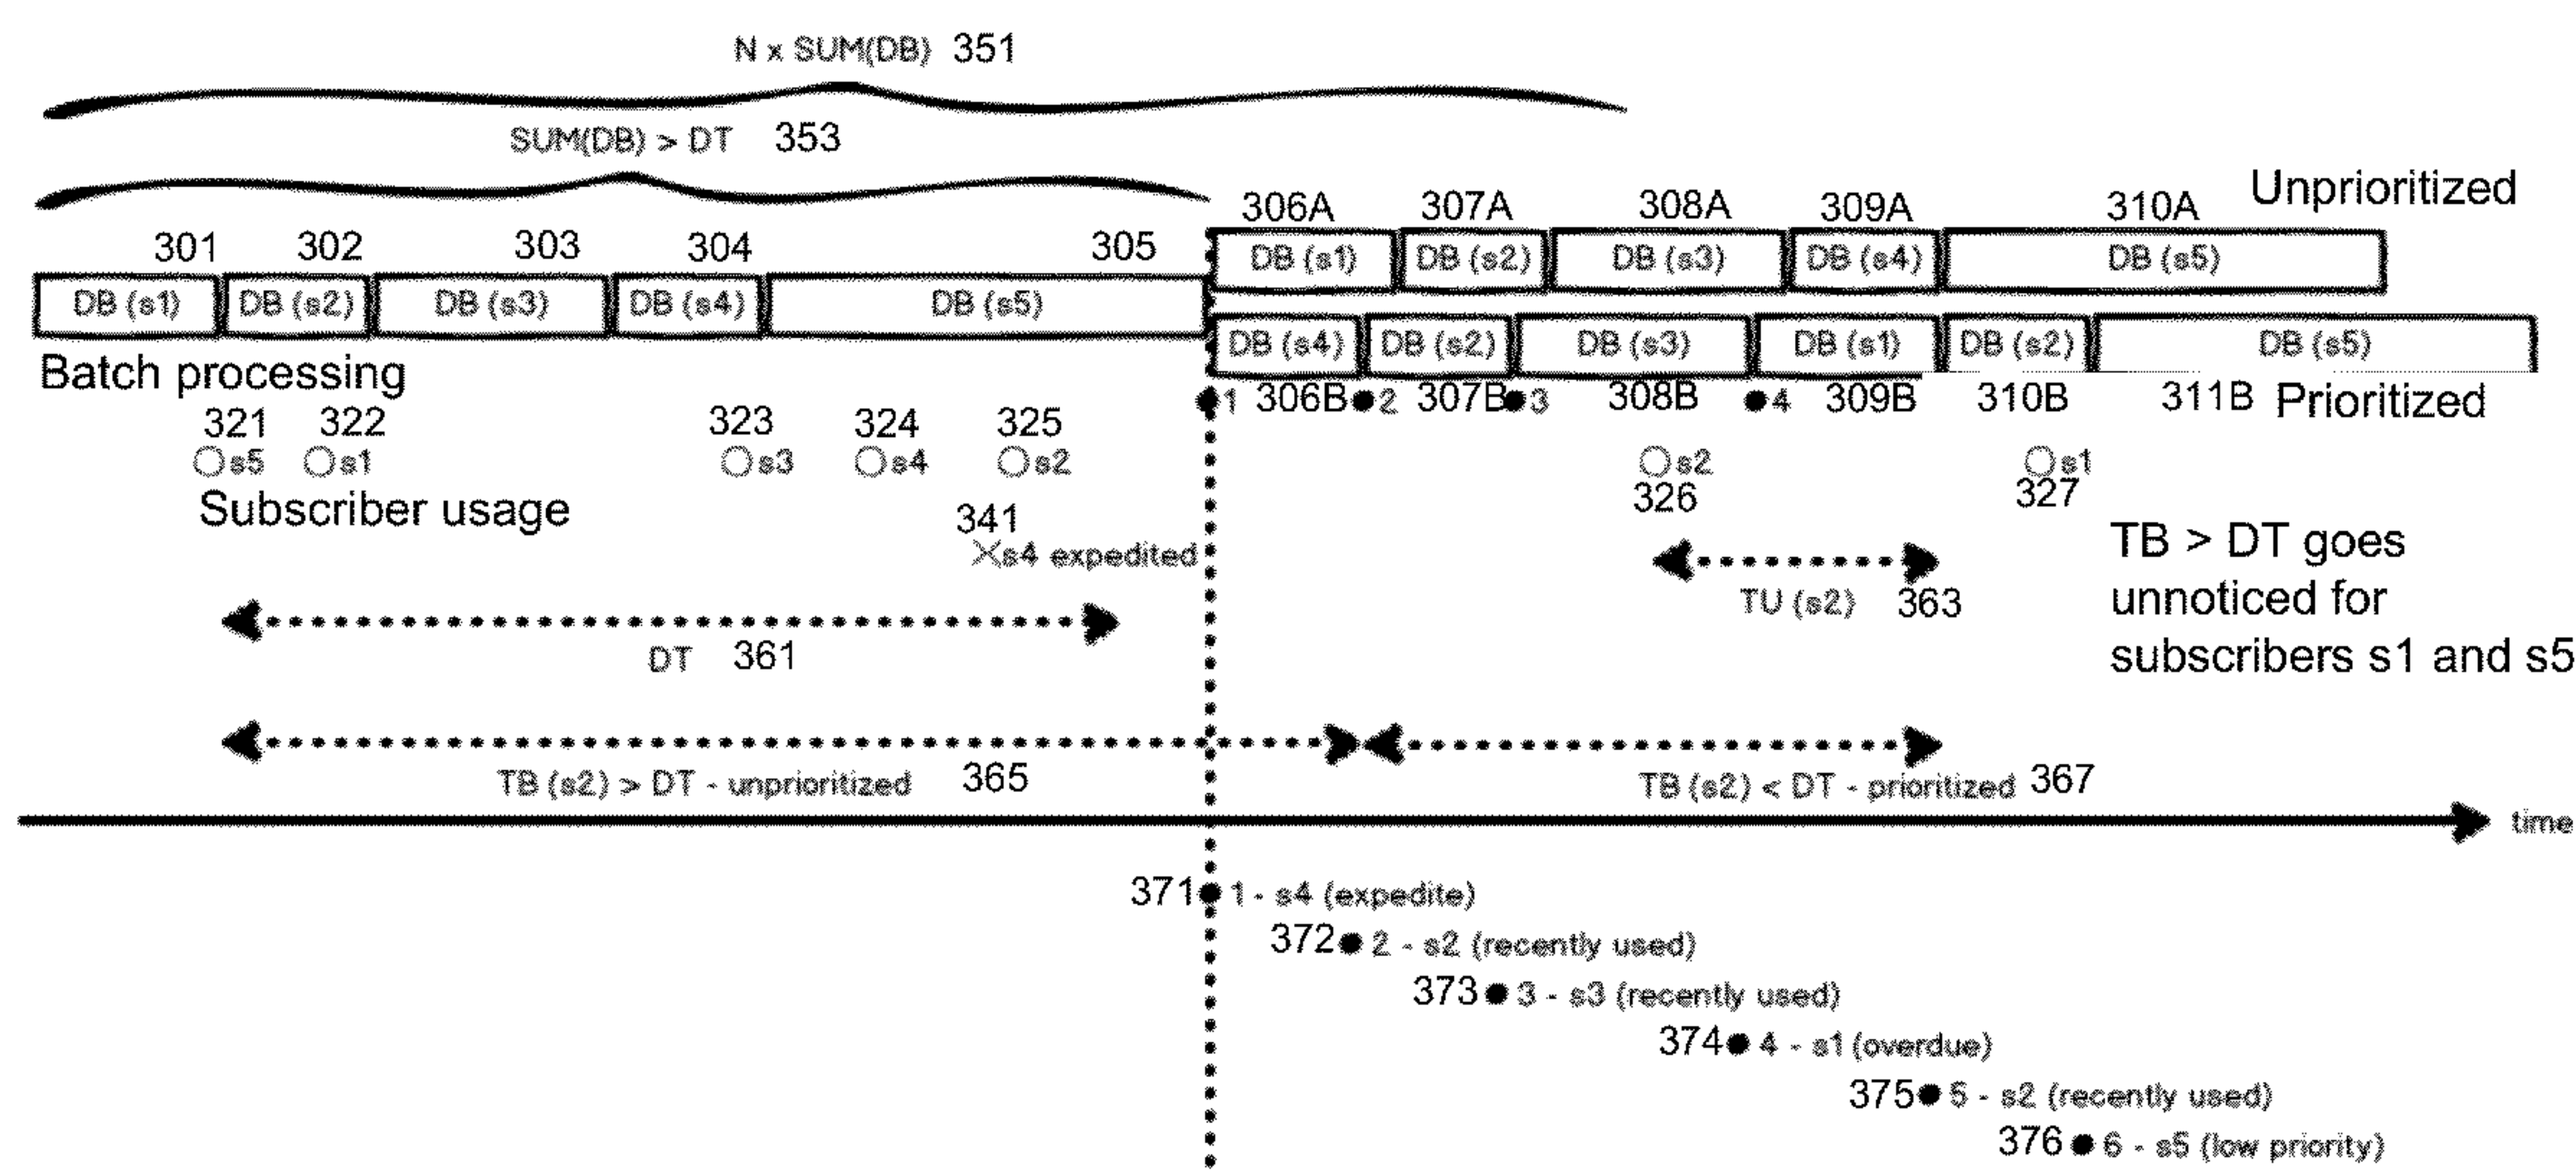 N x SUM(DB) 351
SUM(DB) > DT 353
Unprioritized
306A 307A 308A 309A 310A
301 302 303 304 305
DB (s1) DB (s2) DB (s3) DB (s4) DB (s5)
DB (s1) DB (s2) DB (s3) DB (s4) DB (s5)
DB (s4) DB (s2) DB (s3) DB (s1) DB (s2) DB (s5)
Batch processing
1 306B 2 307B 3 308B 4 309B 310B 311B Prioritized
321 322 323 324 325
s5 s1 s3 s4 s2 s2 s1
326 327
Subscriber usage
341
s4 expedited
TB > DT goes
unnoticed for
subscribers s1 and s5
TU (s2) 363
DT 361
TB (s2) > DT - unprioritized 365
TB (s2) < DT - prioritized 367
time
371 1 - s4 (expedite)
372 2 - s2 (recently used)
373 3 - s3 (recently used)
374 4 - s1 (overdue)
375 5 - s2 (recently used)
376 6 - s5 (low priority)